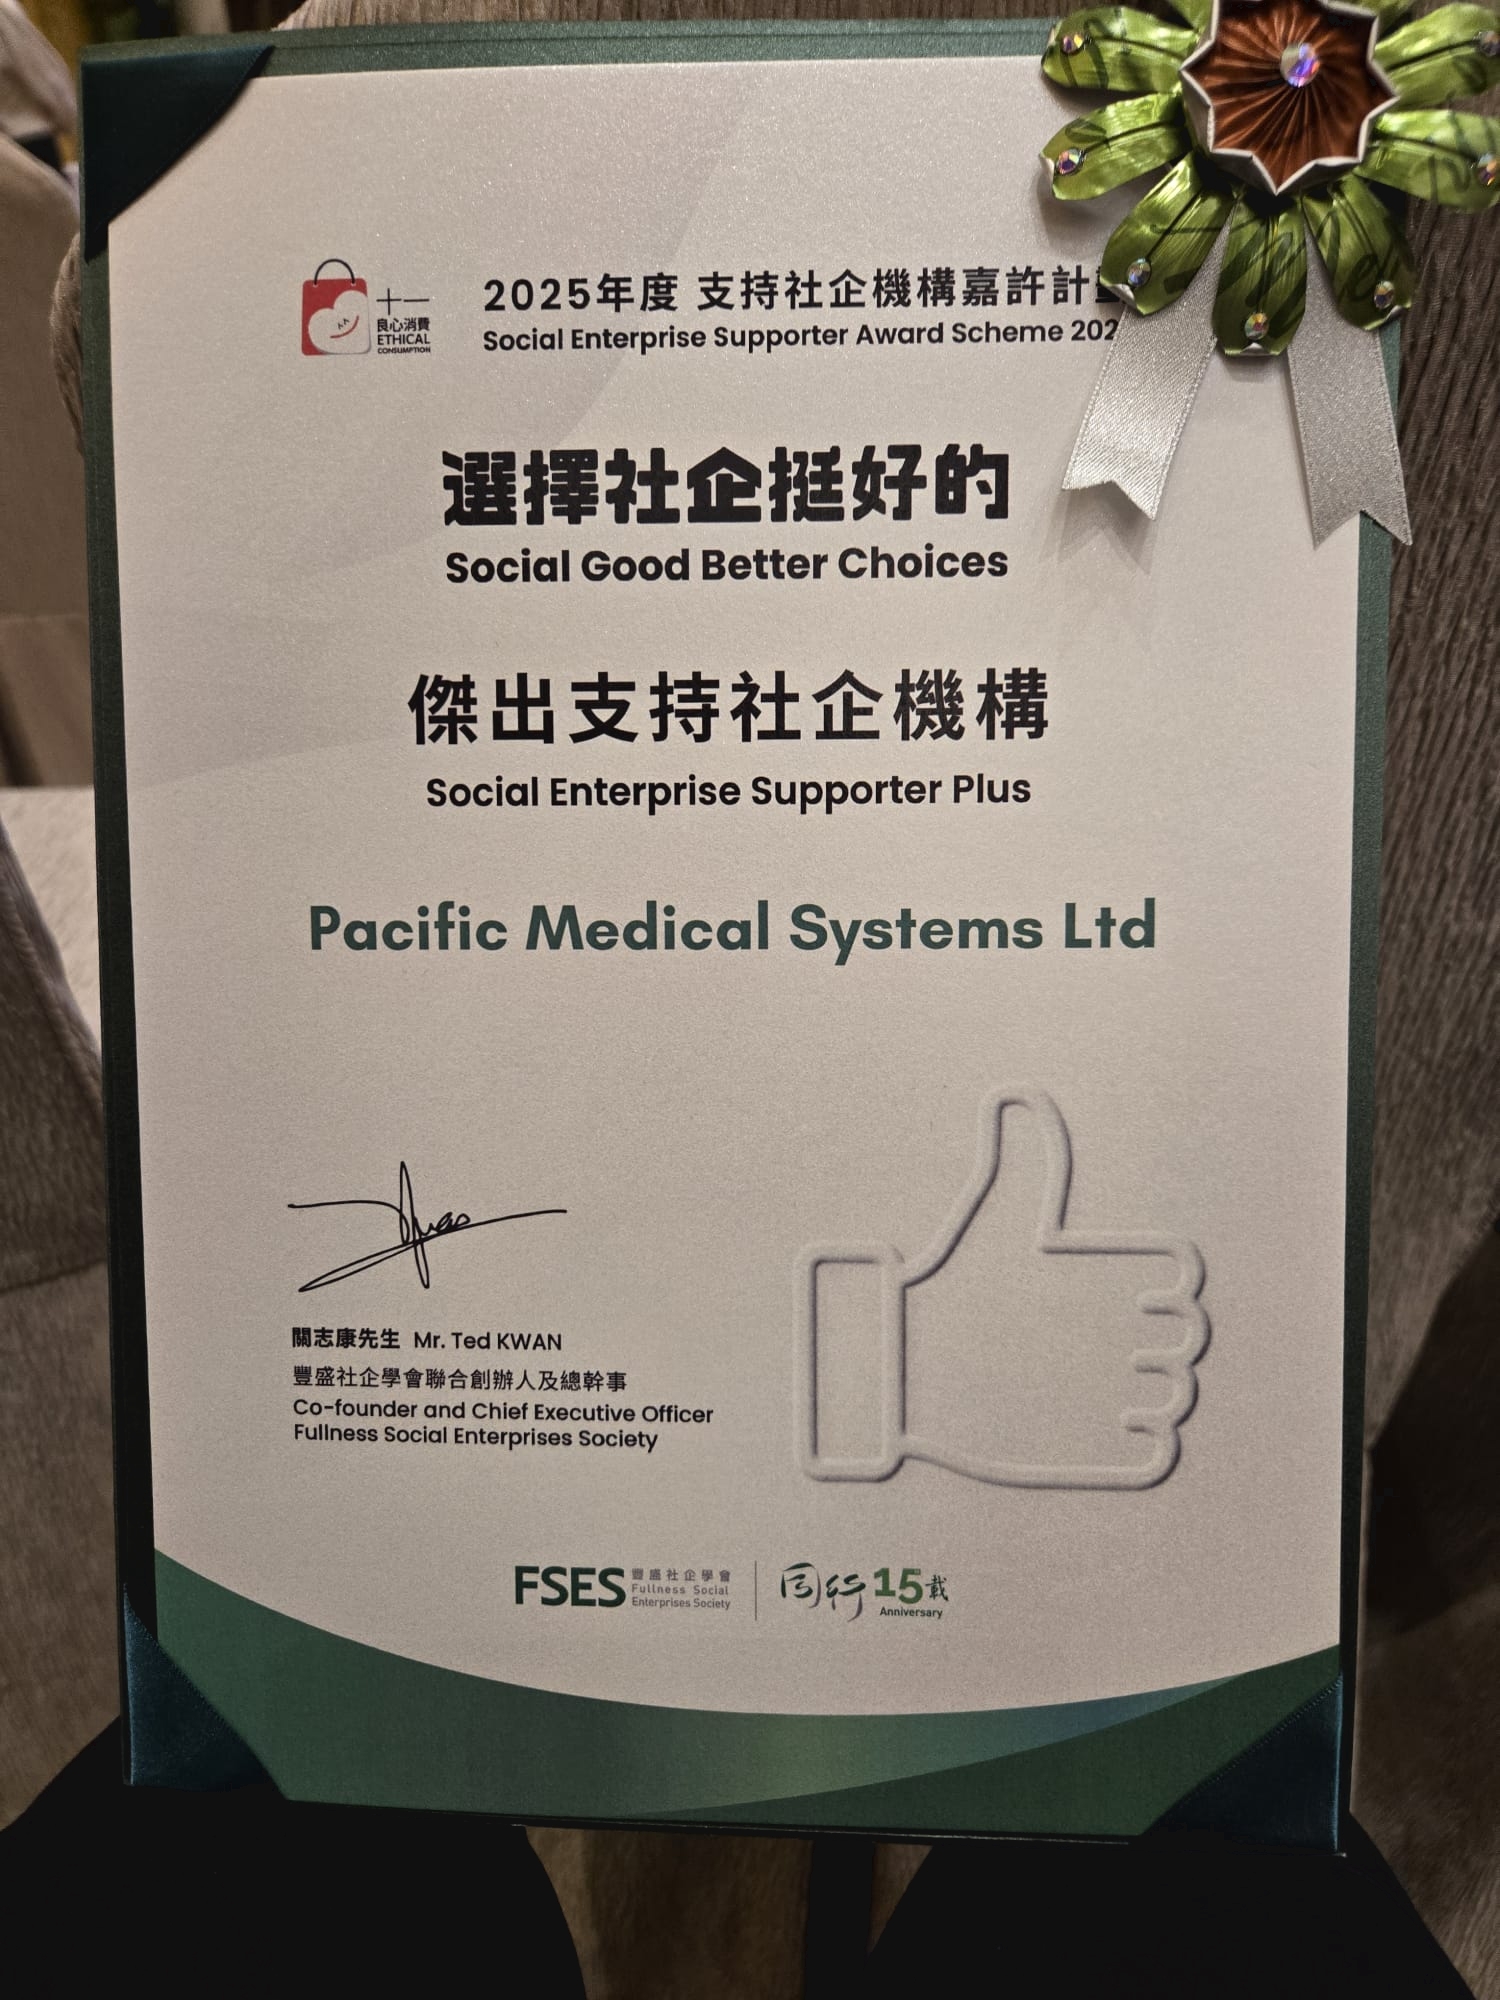 十一
良心消費
ETHICAL
CONSUMPTION
2025年度 支持社企機構嘉許計
Social Enterprise Supporter Award Scheme 202
選擇社企挺好的
Social Good Better Choices
傑出支持社企機構
Social Enterprise Supporter Plus
Pacific Medical Systems Ltd
關志康先生 Mr. Ted KWAN
豐盛社企學會聯合創辦人及總幹事
Co-founder and Chief Executive Officer
Fullness Social Enterprises Society
FSES 豐盛社企學會
Fullness Social
Enterprises Society
同行15載
Anniversary